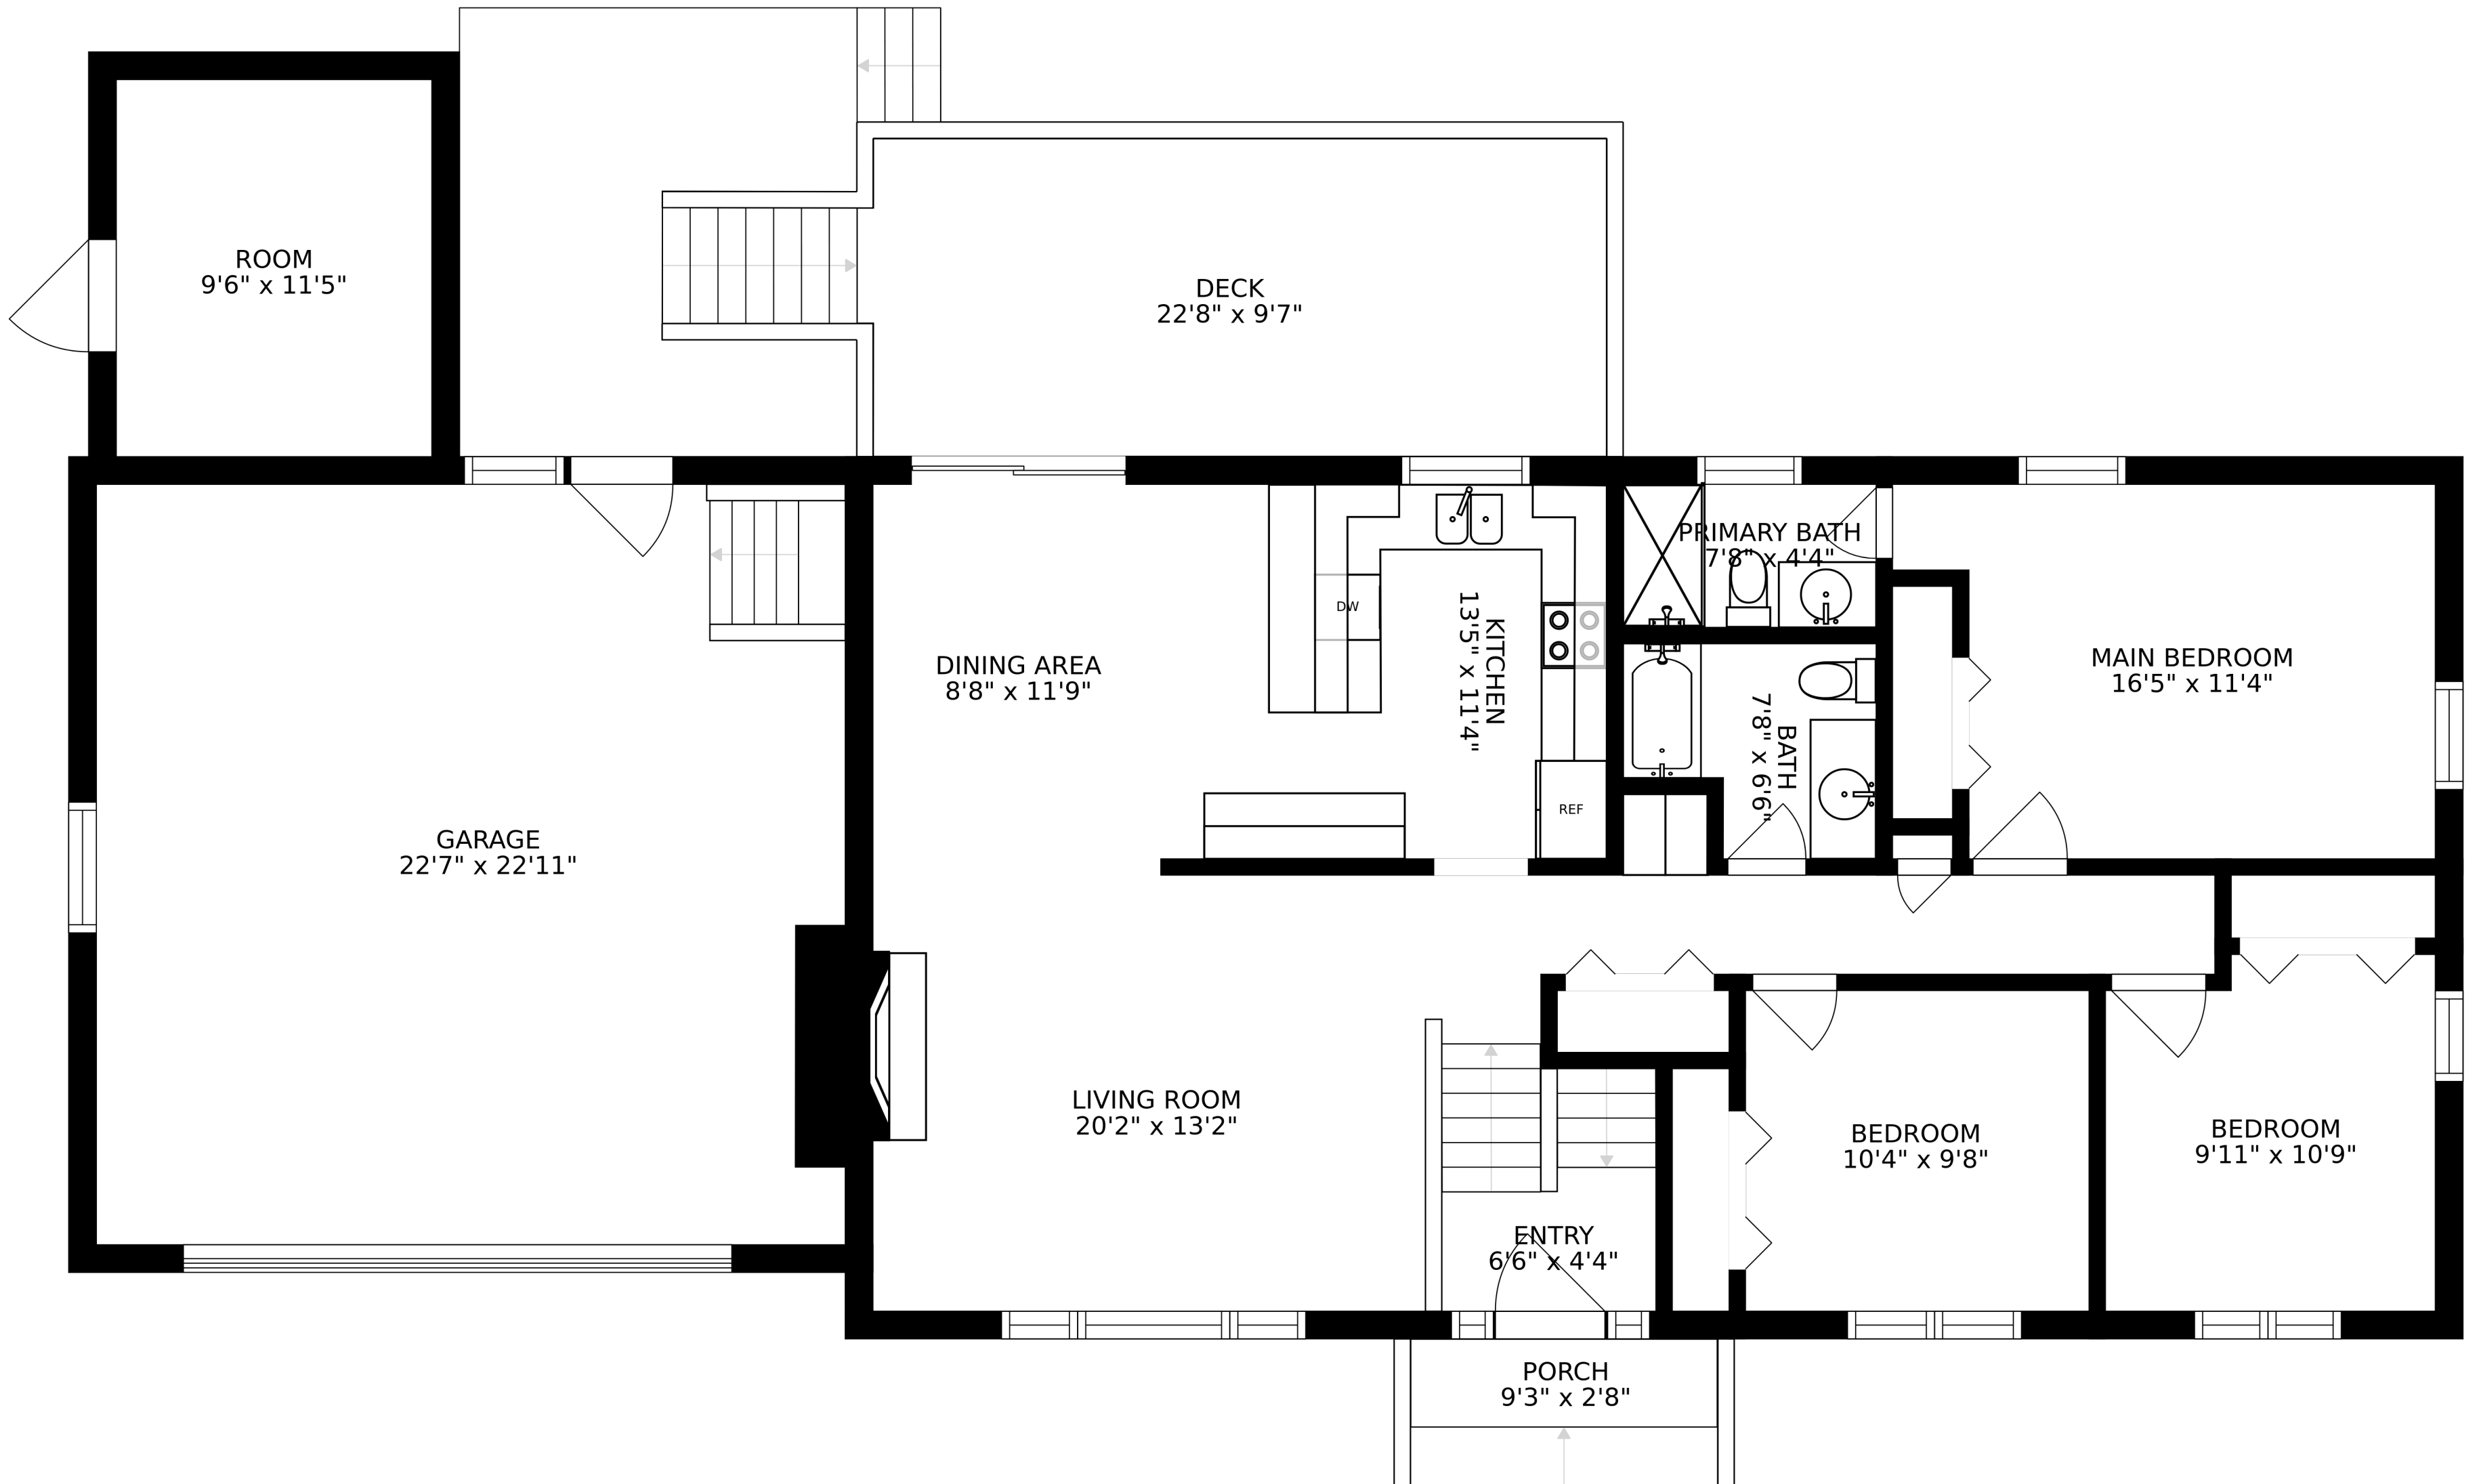 ROOM
9'6" x 11'5"
DECK
22'8" x 9'7"
PRIMARY BATH
7'8" x 4'4"
DW
KITCHEN
13'5" x 11'4"
DINING AREA
8'8" x 11'9"
MAIN BEDROOM
16'5" x 11'4"
BATH
7'8" x 6'6"
REF
GARAGE
22'7" x 22'11"
LIVING ROOM
20'2" x 13'2"
BEDROOM
10'4" x 9'8"
BEDROOM
9'11" x 10'9"
ENTRY
6'6" x 4'4"
PORCH
9'3" x 2'8"